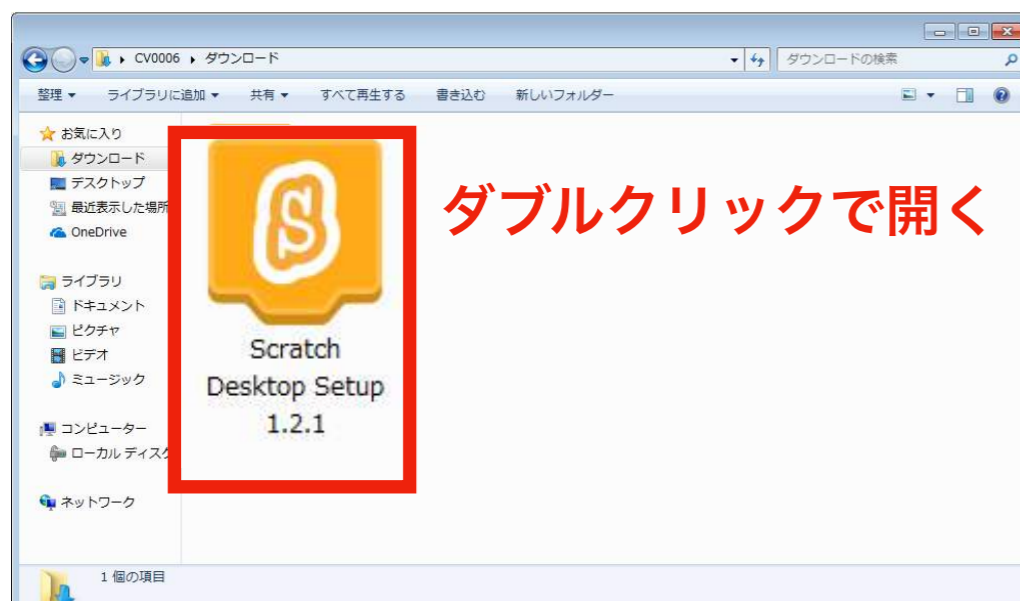 CV0006 ダウンロード
ダウンロードの検索
整理 ライブラリに追加 共有 すべて再生する 書き込む 新しいフォルダー
お気に入り
ダウンロード
デスクトップ
最近表示した場所
OneDrive
ライブラリ
ドキュメント
ピクチャ
ビデオ
ミュージック
コンピューター
ローカル ディスク
ネットワーク
S
Scratch
Desktop Setup
1.2.1
ダブルクリックで開く
1 個の項目